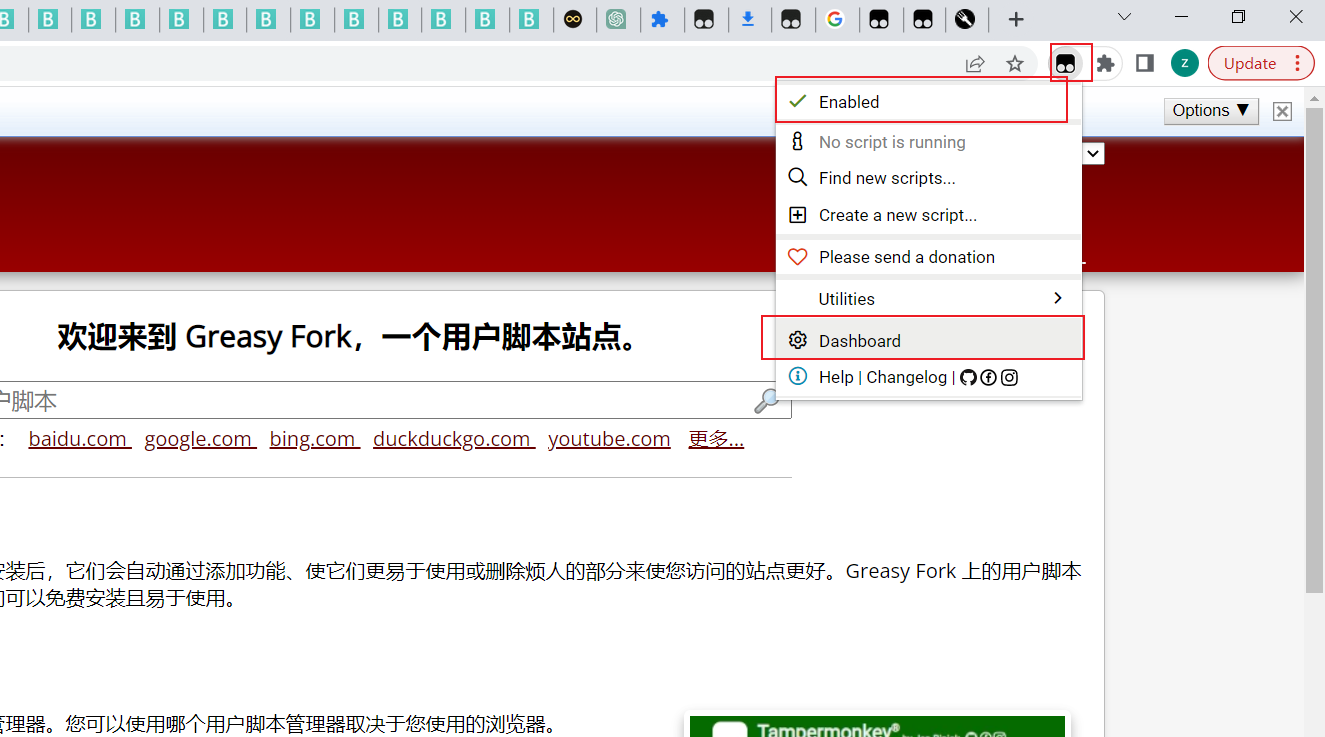 B B B B B B B B B B B B B
Z
Update
Enabled
Options ▼
No script is running
Find new scripts...
Create a new script...
Please send a donation
Utilities
欢迎来到 Greasy Fork，一个用户脚本站点。
Dashboard
Help | Changelog |
户脚本
： baidu.com google.com bing.com duckduckgo.com youtube.com 更多...
安装后，它们会自动通过添加功能、使它们更易于使用或删除烦人的部分来使您访问的站点更好。Greasy Fork 上的用户脚本
可以免费安装且易于使用。
管理器。您可以使用哪个用户脚本管理器取决于您使用的浏览器。
Tampermonkey®